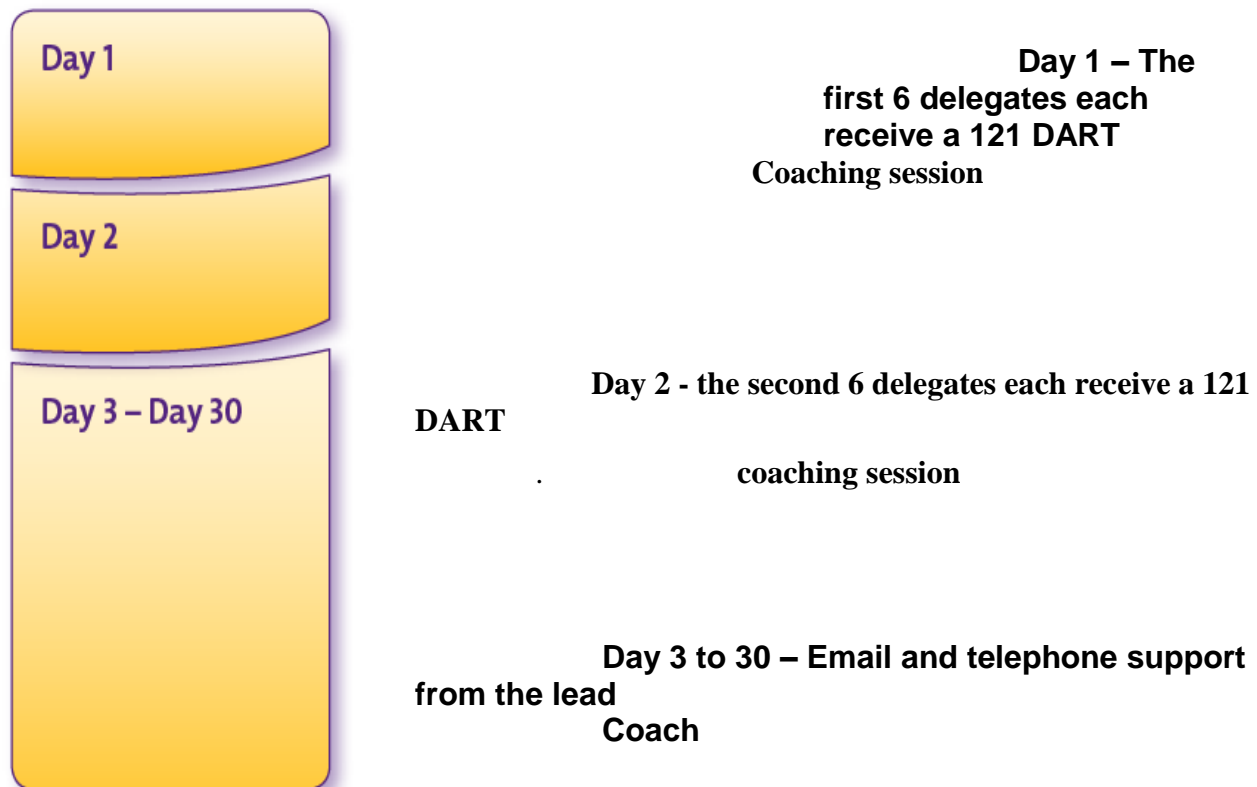 Day 1
Day 1 – The
first 6 delegates each
receive a 121 DART
Coaching session
Day 2
Day 2 - the second 6 delegates each receive a 121
DART
. coaching session
Day 3 – Day 30
Day 3 to 30 – Email and telephone support
from the lead
Coach